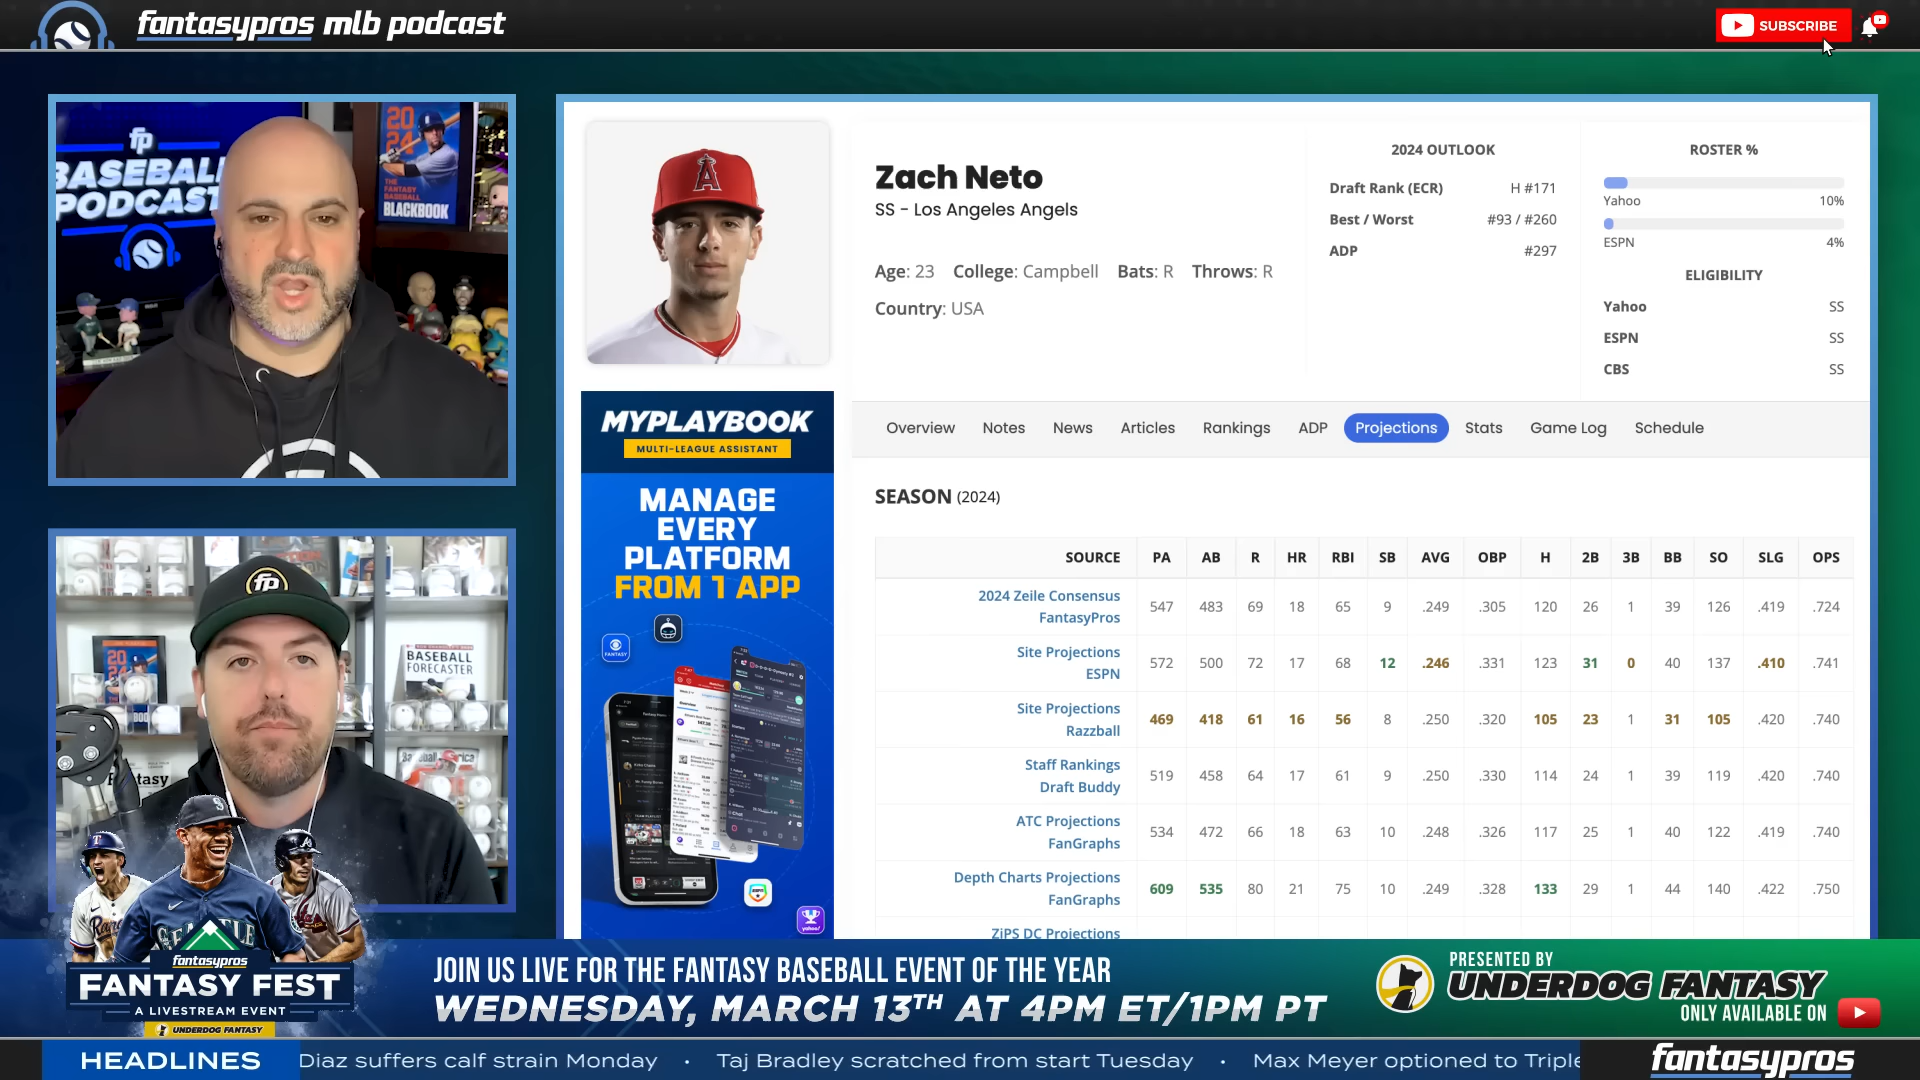 fantasypros mlb podcast
SUBSCRIBE
fp
BASEBALL
PODCAST
2024
THE
FANTASY
BASEBALL
BLACKBOOK
fp
BASEBALL
FORECASTER
Zach Neto
SS - Los Angeles Angels
Age: 23 College: Campbell Bats: R Throws: R
Country: USA
2024 OUTLOOK
Draft Rank (ECR) H #171
Best / Worst #93 / #260
ADP #297
ROSTER %
Yahoo 10%
ESPN 4%
ELIGIBILITY
Yahoo SS
ESPN SS
CBS SS
MYPLAYBOOK
MULTI-LEAGUE ASSISTANT
MANAGE
EVERY
PLATFORM
FROM 1 APP
Overview Notes News Articles Rankings ADP Projections Stats Game Log Schedule
SEASON (2024)
SOURCE PA AB R HR RBI SB AVG OBP H 2B 3B BB SO SLG OPS
2024 Zeile Consensus FantasyPros 547 483 69 18 65 9 .249 .305 120 26 1 39 126 .419 .724
Site Projections ESPN 572 500 72 17 68 12 .246 .331 123 31 0 40 137 .410 .741
Site Projections Razzball 469 418 61 16 56 8 .250 .320 105 23 1 31 105 .420 .740
Staff Rankings Draft Buddy 519 458 64 17 61 9 .250 .330 114 24 1 39 119 .420 .740
ATC Projections FanGraphs 534 472 66 18 63 10 .248 .326 117 25 1 40 122 .419 .740
Depth Charts Projections FanGraphs 609 535 80 21 75 10 .249 .328 133 29 1 44 140 .422 .750
ZiPS DC Projections
fantasypros
FANTASY FEST
A LIVESTREAM EVENT
UNDERDOG FANTASY
JOIN US LIVE FOR THE FANTASY BASEBALL EVENT OF THE YEAR
WEDNESDAY, MARCH 13TH AT 4PM ET/1PM PT
PRESENTED BY
UNDERDOG FANTASY
ONLY AVAILABLE ON
HEADLINES
Diaz suffers calf strain Monday • Taj Bradley scratched from start Tuesday • Max Meyer optioned to Triple
fantasypros